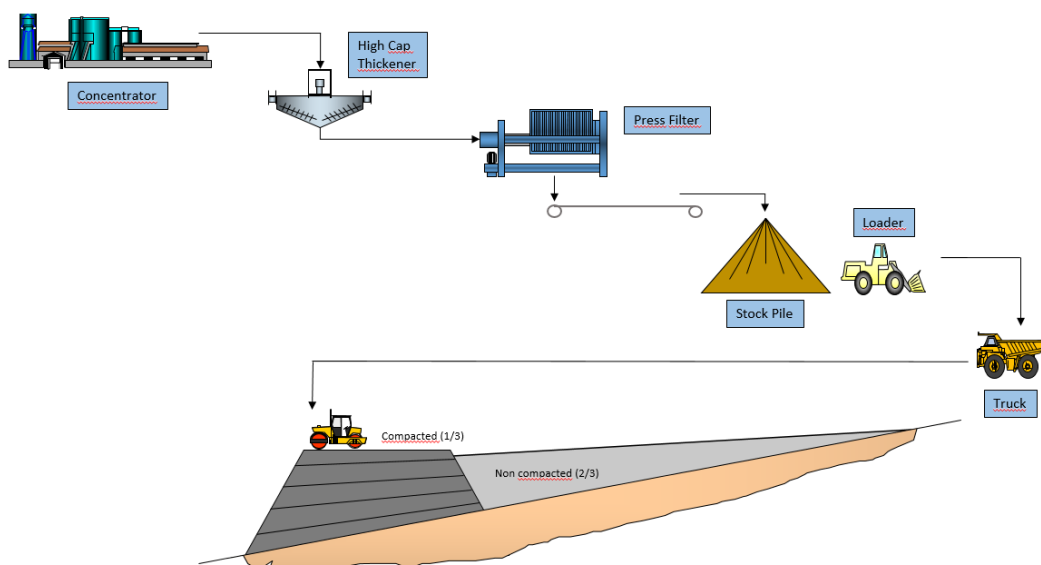 High Cap
Thickener
Concentrator
Press Filter
Loader
Stock Pile
Truck
Compacted (1/3)
Non compacted (2/3)